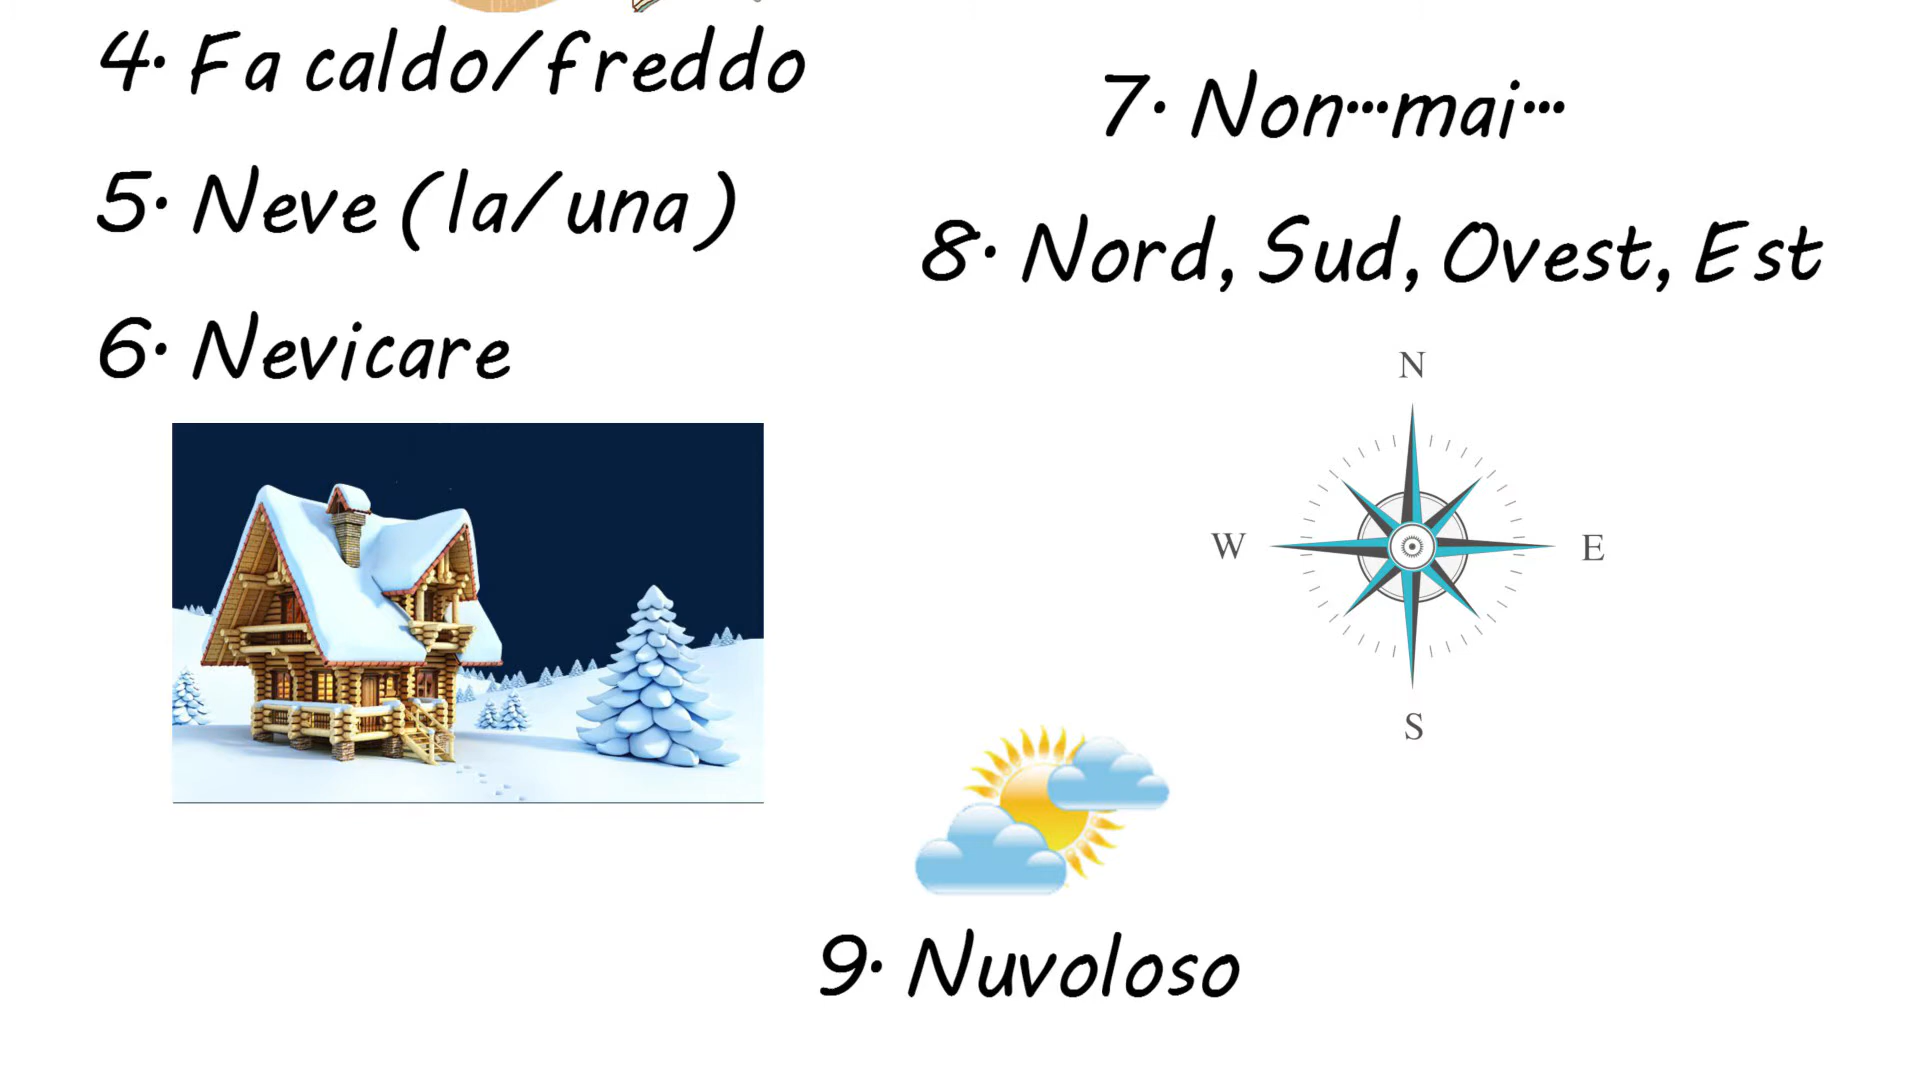 4. Fa caldo/freddo
5. Neve (la/una)
6. Nevicare
7. Non...mai...
8. Nord, Sud, Ovest, Est
N
W
E
S
9. Nuvoloso